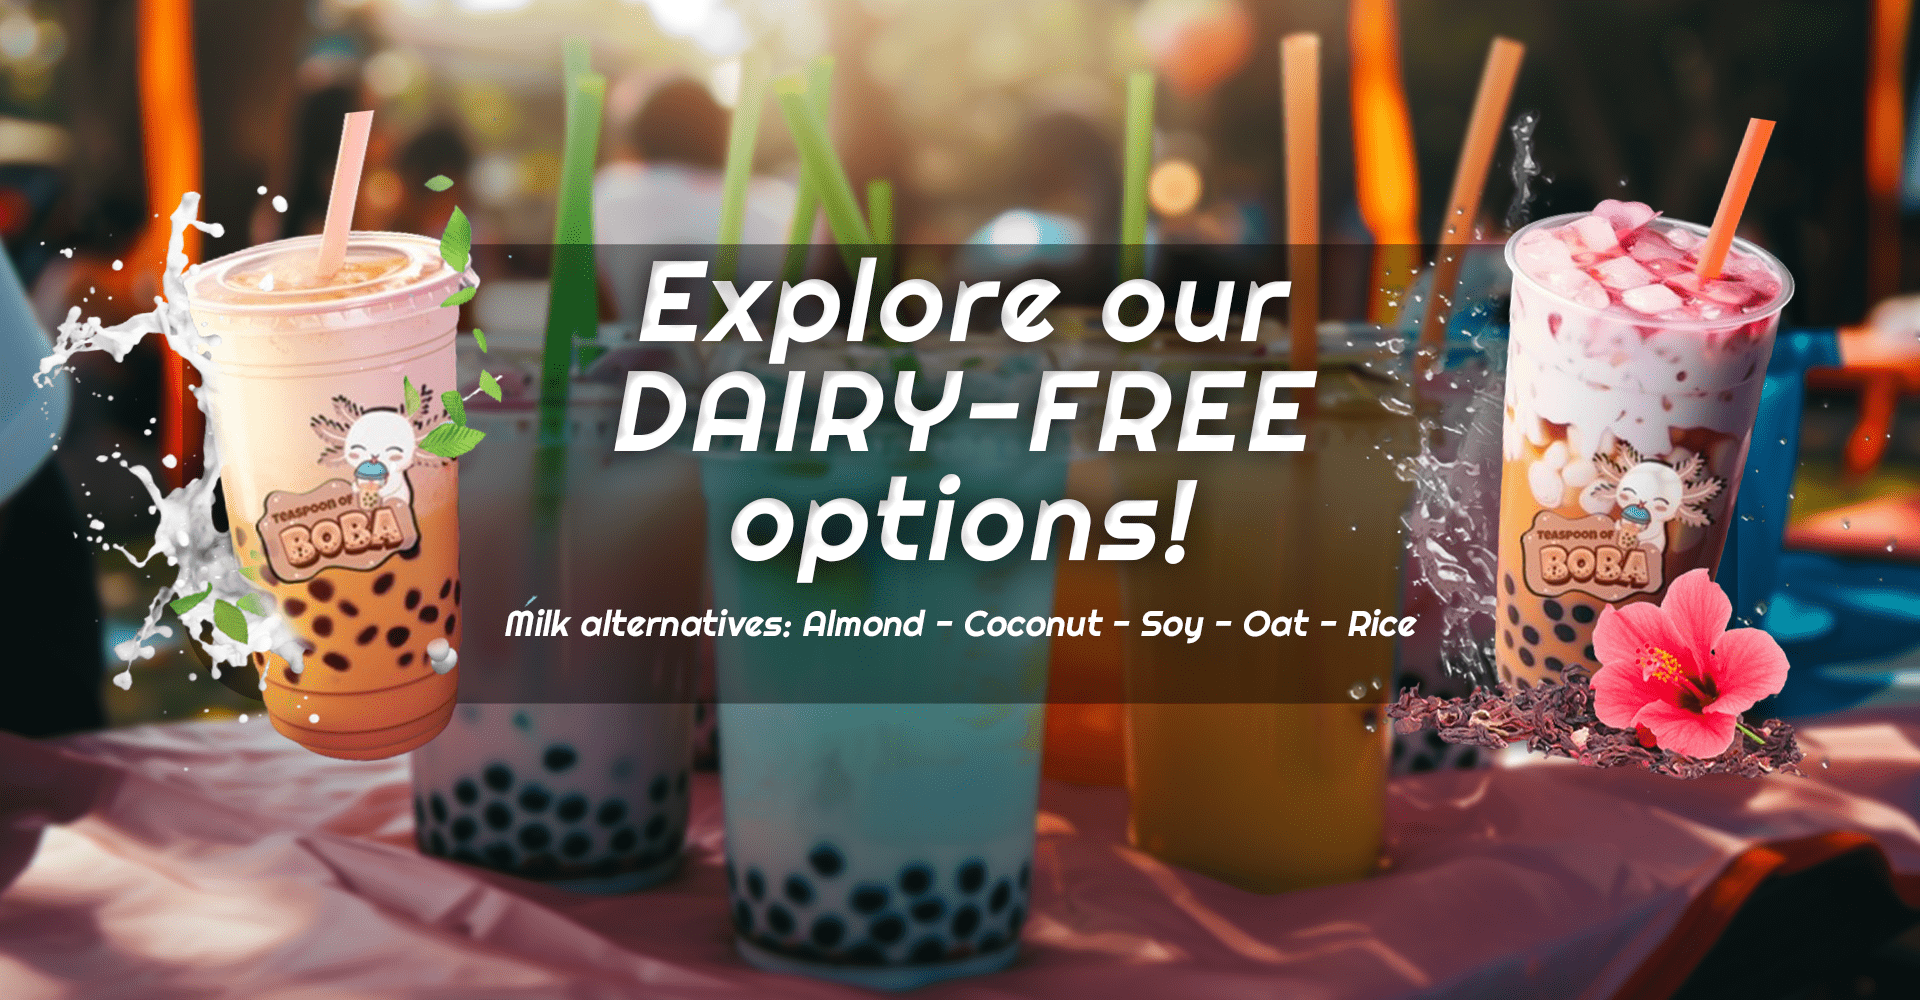 Explore our
DAIRY-FREE
options!
Milk alternatives: Almond - Coconut - Soy - Oat - Rice
TEASPOON OF
BOBA
TEASPOON OF
BOBA